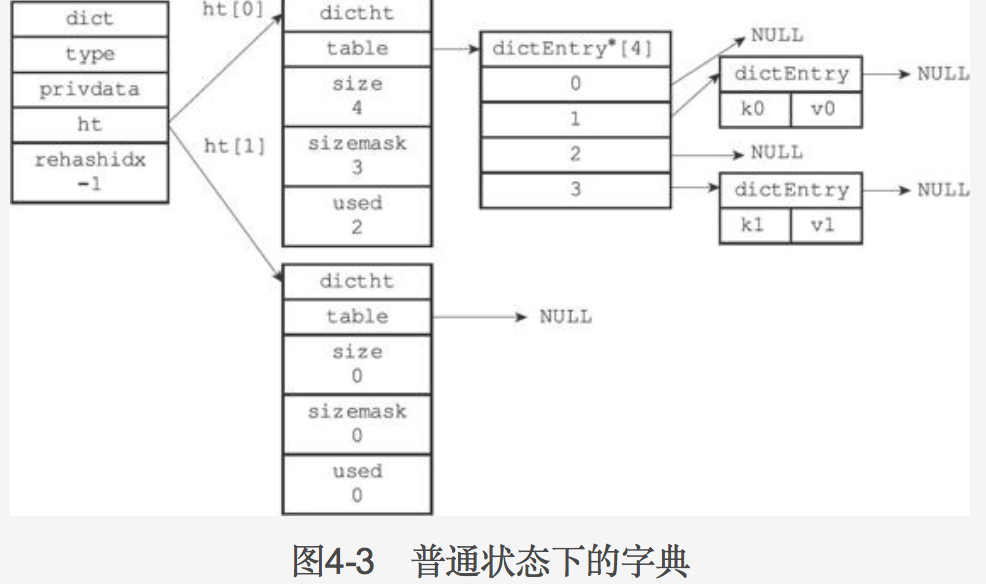 dict
type
privdata
ht
rehashidx
-1
ht[0]
ht[1]
dictht
table
size
4
sizemask
3
used
2
dictht
table
size
0
sizemask
0
used
0
NULL
dictEntry*[4]
0
1
2
3
NULL
dictEntry
k0 v0
NULL
NULL
dictEntry
k1 v1
NULL
图4-3 普通状态下的字典